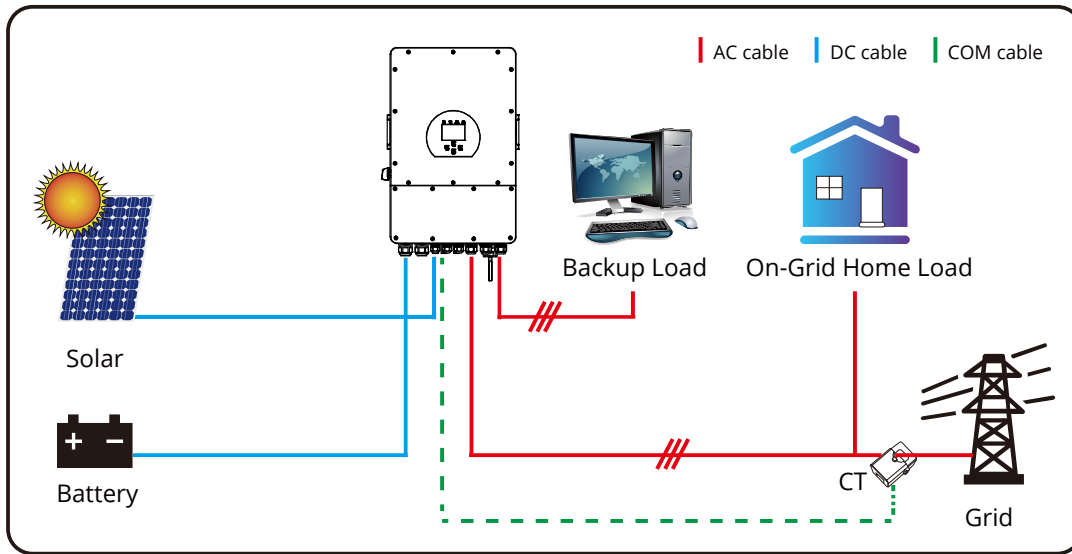 AC cable
DC cable
COM cable
Backup Load
On-Grid Home Load
Solar
Battery
CT
Grid